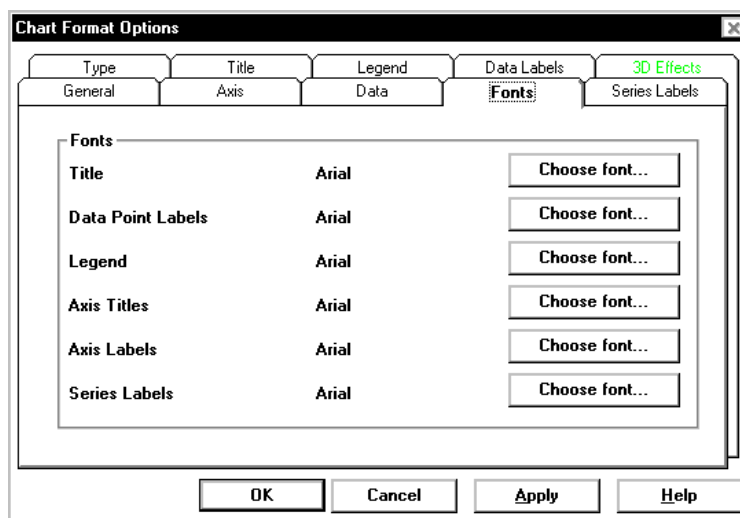 Chart Format Options
Type Title Legend Data Labels 3D Effects
General Axis Data Fonts Series Labels
Fonts
Title Arial Choose font...
Data Point Labels Arial Choose font...
Legend Arial Choose font...
Axis Titles Arial Choose font...
Axis Labels Arial Choose font...
Series Labels Arial Choose font...
OK Cancel Apply Help